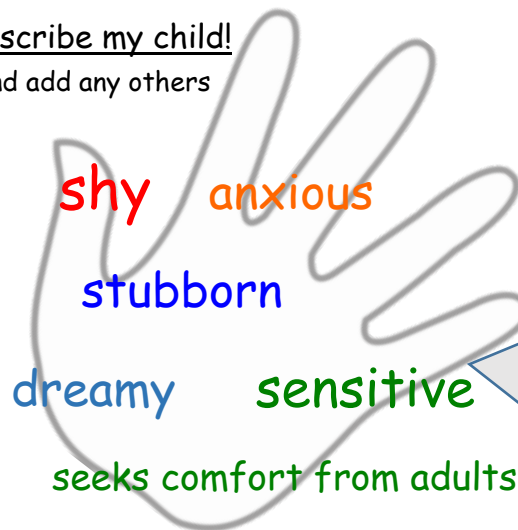 scribe my child!
nd add any others
shy anxious
stubborn
dreamy sensitive
seeks comfort from adults